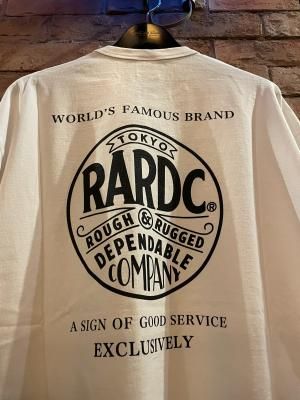 WORLD'S FAMOUS BRAND
TOKYO
RARDC®
ROUGH & RUGGED
DEPENDABLE
COMPANY
A SIGN OF GOOD SERVICE
EXCLUSIVELY